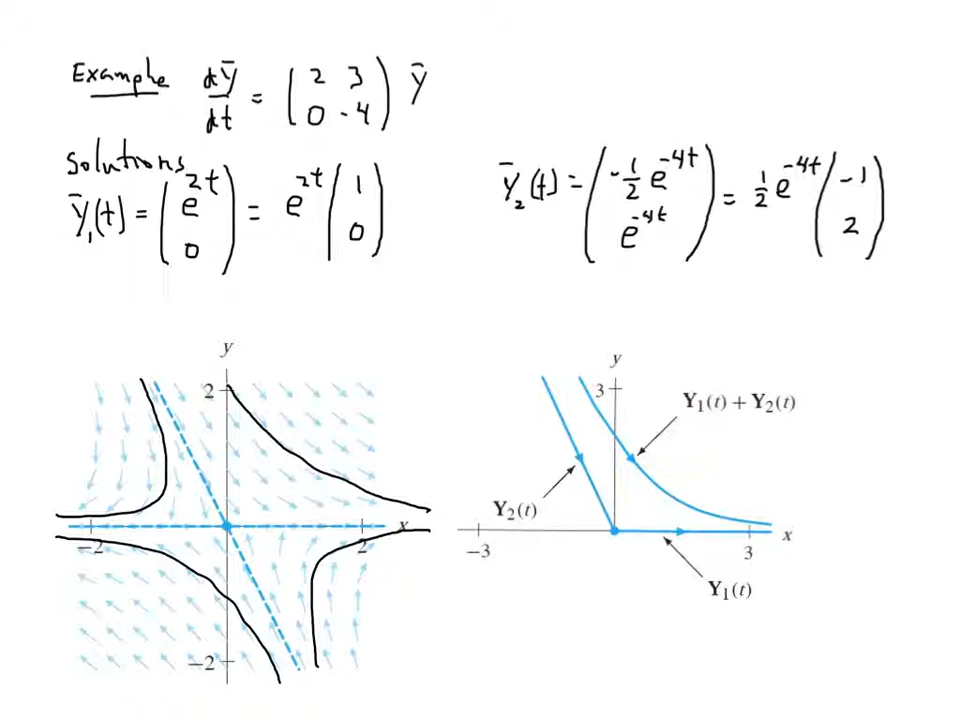 Example dȲ/dt = ( 2 3 ; 0 -4 ) Ȳ
Solutions
Ȳ₁(t) = ( e^{2t} ; 0 ) = e^{2t} ( 1 ; 0 )
Ȳ₂(t) = ( -1/2 e^{-4t} ; e^{-4t} ) = 1/2 e^{-4t} ( -1 ; 2 )
y
2
x
-2
2
-2
y
3
Y₁(t) + Y₂(t)
Y₂(t)
x
-3
3
Y₁(t)